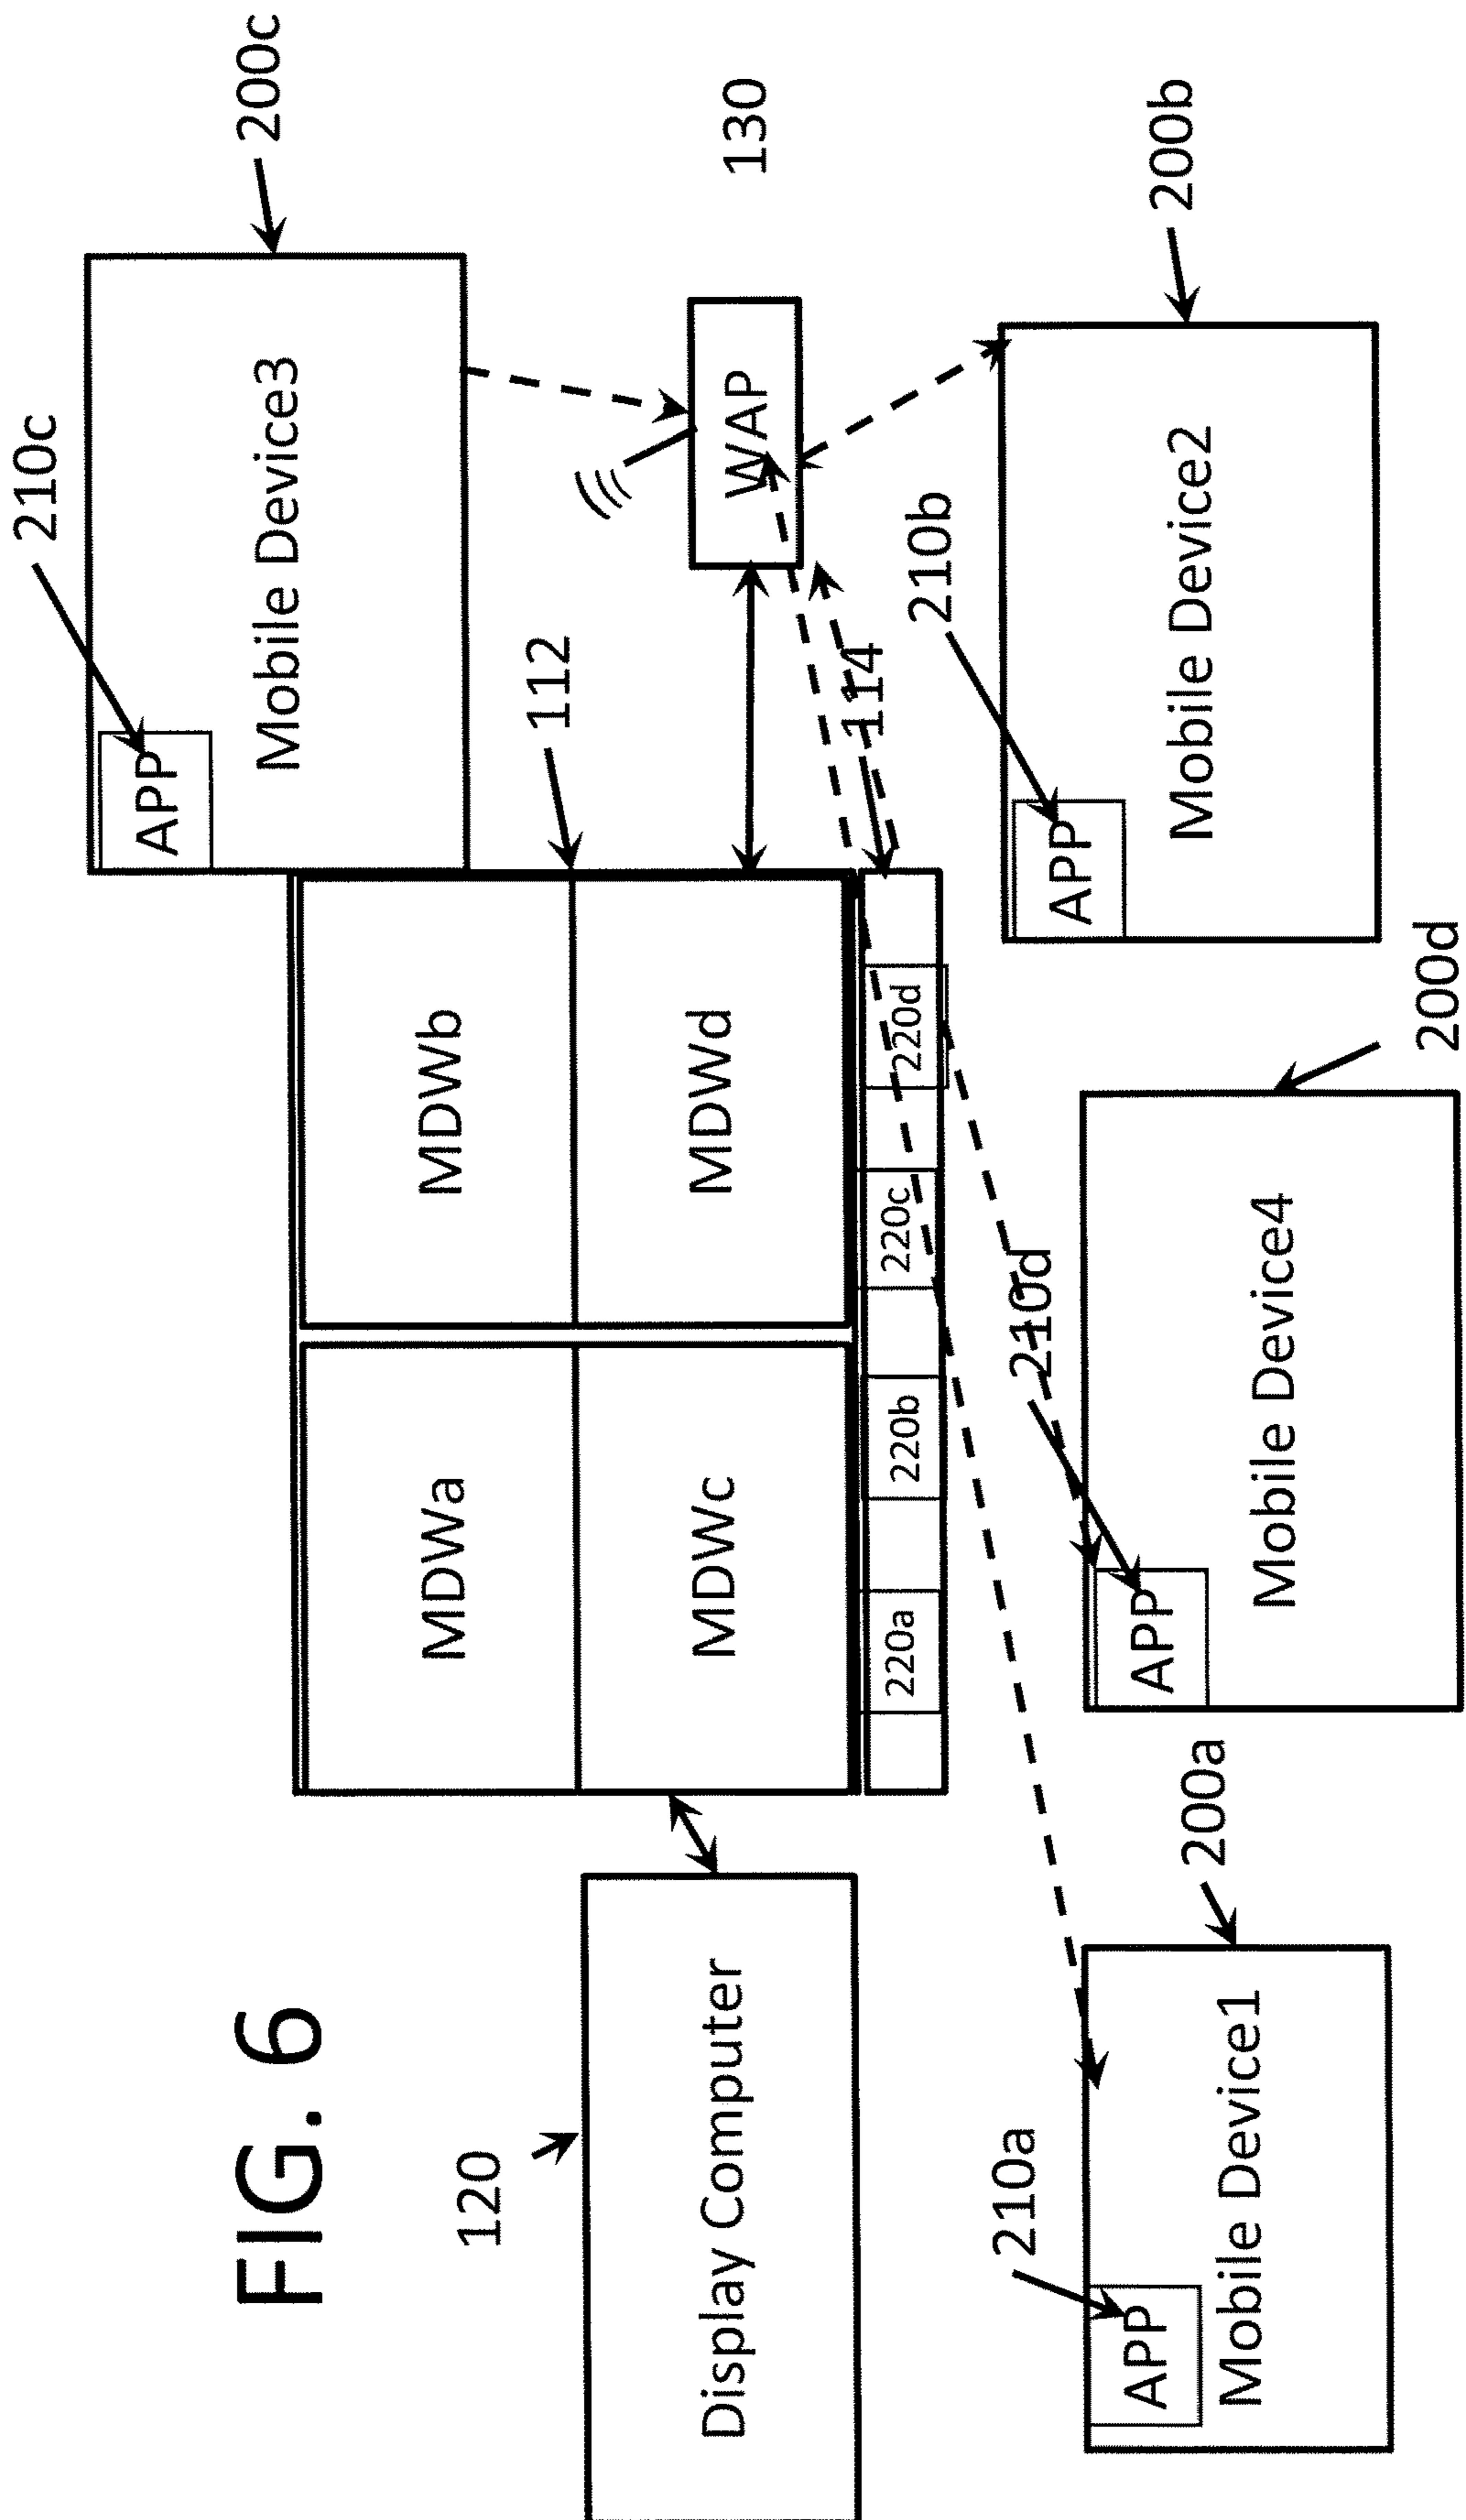 FIG. 6
210c
200c
APP
Mobile Device3
112
130
MDWa
MDWb
MDWc
MDWd
WAP
120
Display Computer
114
220a
220b
220c
220d
210a
APP
Mobile Device1
200a
210d
APP
Mobile Device4
200d
210b
APP
Mobile Device2
200b